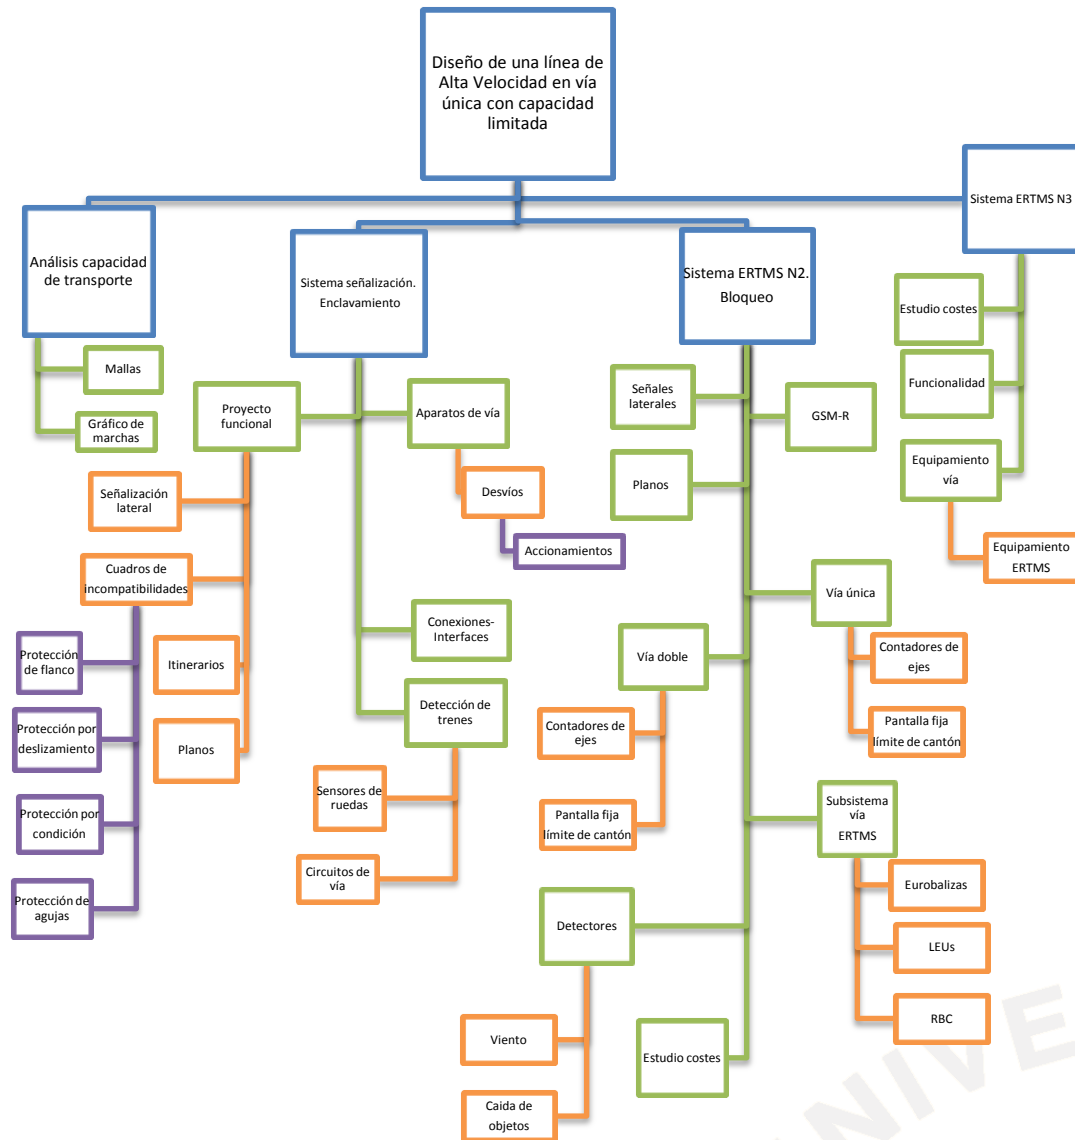 Diseño de una línea de
Alta Velocidad en vía
única con capacidad
limitada
Sistema ERTMS N3
Análisis capacidad
de transporte
Sistema señalización.
Enclavamiento
Sistema ERTMS N2.
Bloqueo
Mallas
Gráfico de
marchas
Proyecto
funcional
Señalización
lateral
Cuadros de
incompatibilidades
Protección
de flanco
Protección por
deslizamiento
Protección por
condición
Protección de
agujas
Itinerarios
Planos
Aparatos de vía
Desvíos
Accionamientos
Conexiones-
Interfaces
Detección de
trenes
Sensores de
ruedas
Circuitos de
vía
Señales
laterales
GSM-R
Planos
Vía única
Contadores de
ejes
Pantalla fija
límite de cantón
Vía doble
Contadores de
ejes
Pantalla fija
límite de cantón
Subsistema
vía
ERTMS
Eurobalizas
LEUs
RBC
Detectores
Viento
Caida de
objetos
Estudio costes
Estudio costes
Funcionalidad
Equipamiento
vía
Equipamiento
ERTMS
NIVE